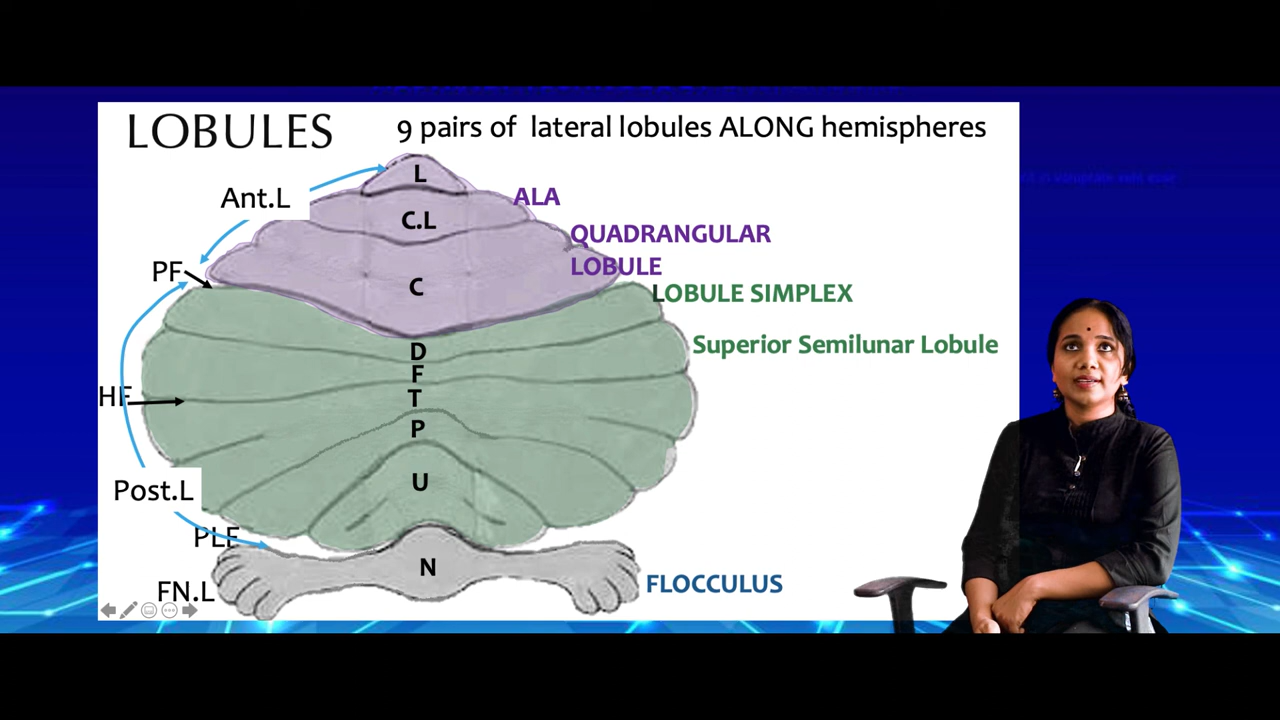 LOBULES
9 pairs of lateral lobules ALONG hemispheres
L
Ant.L
ALA
C.L
QUADRANGULAR
LOBULE
PF
C
LOBULE SIMPLEX
D
Superior Semilunar Lobule
F
HF
T
P
U
Post.L
PLF
N
FN.L
FLOCCULUS